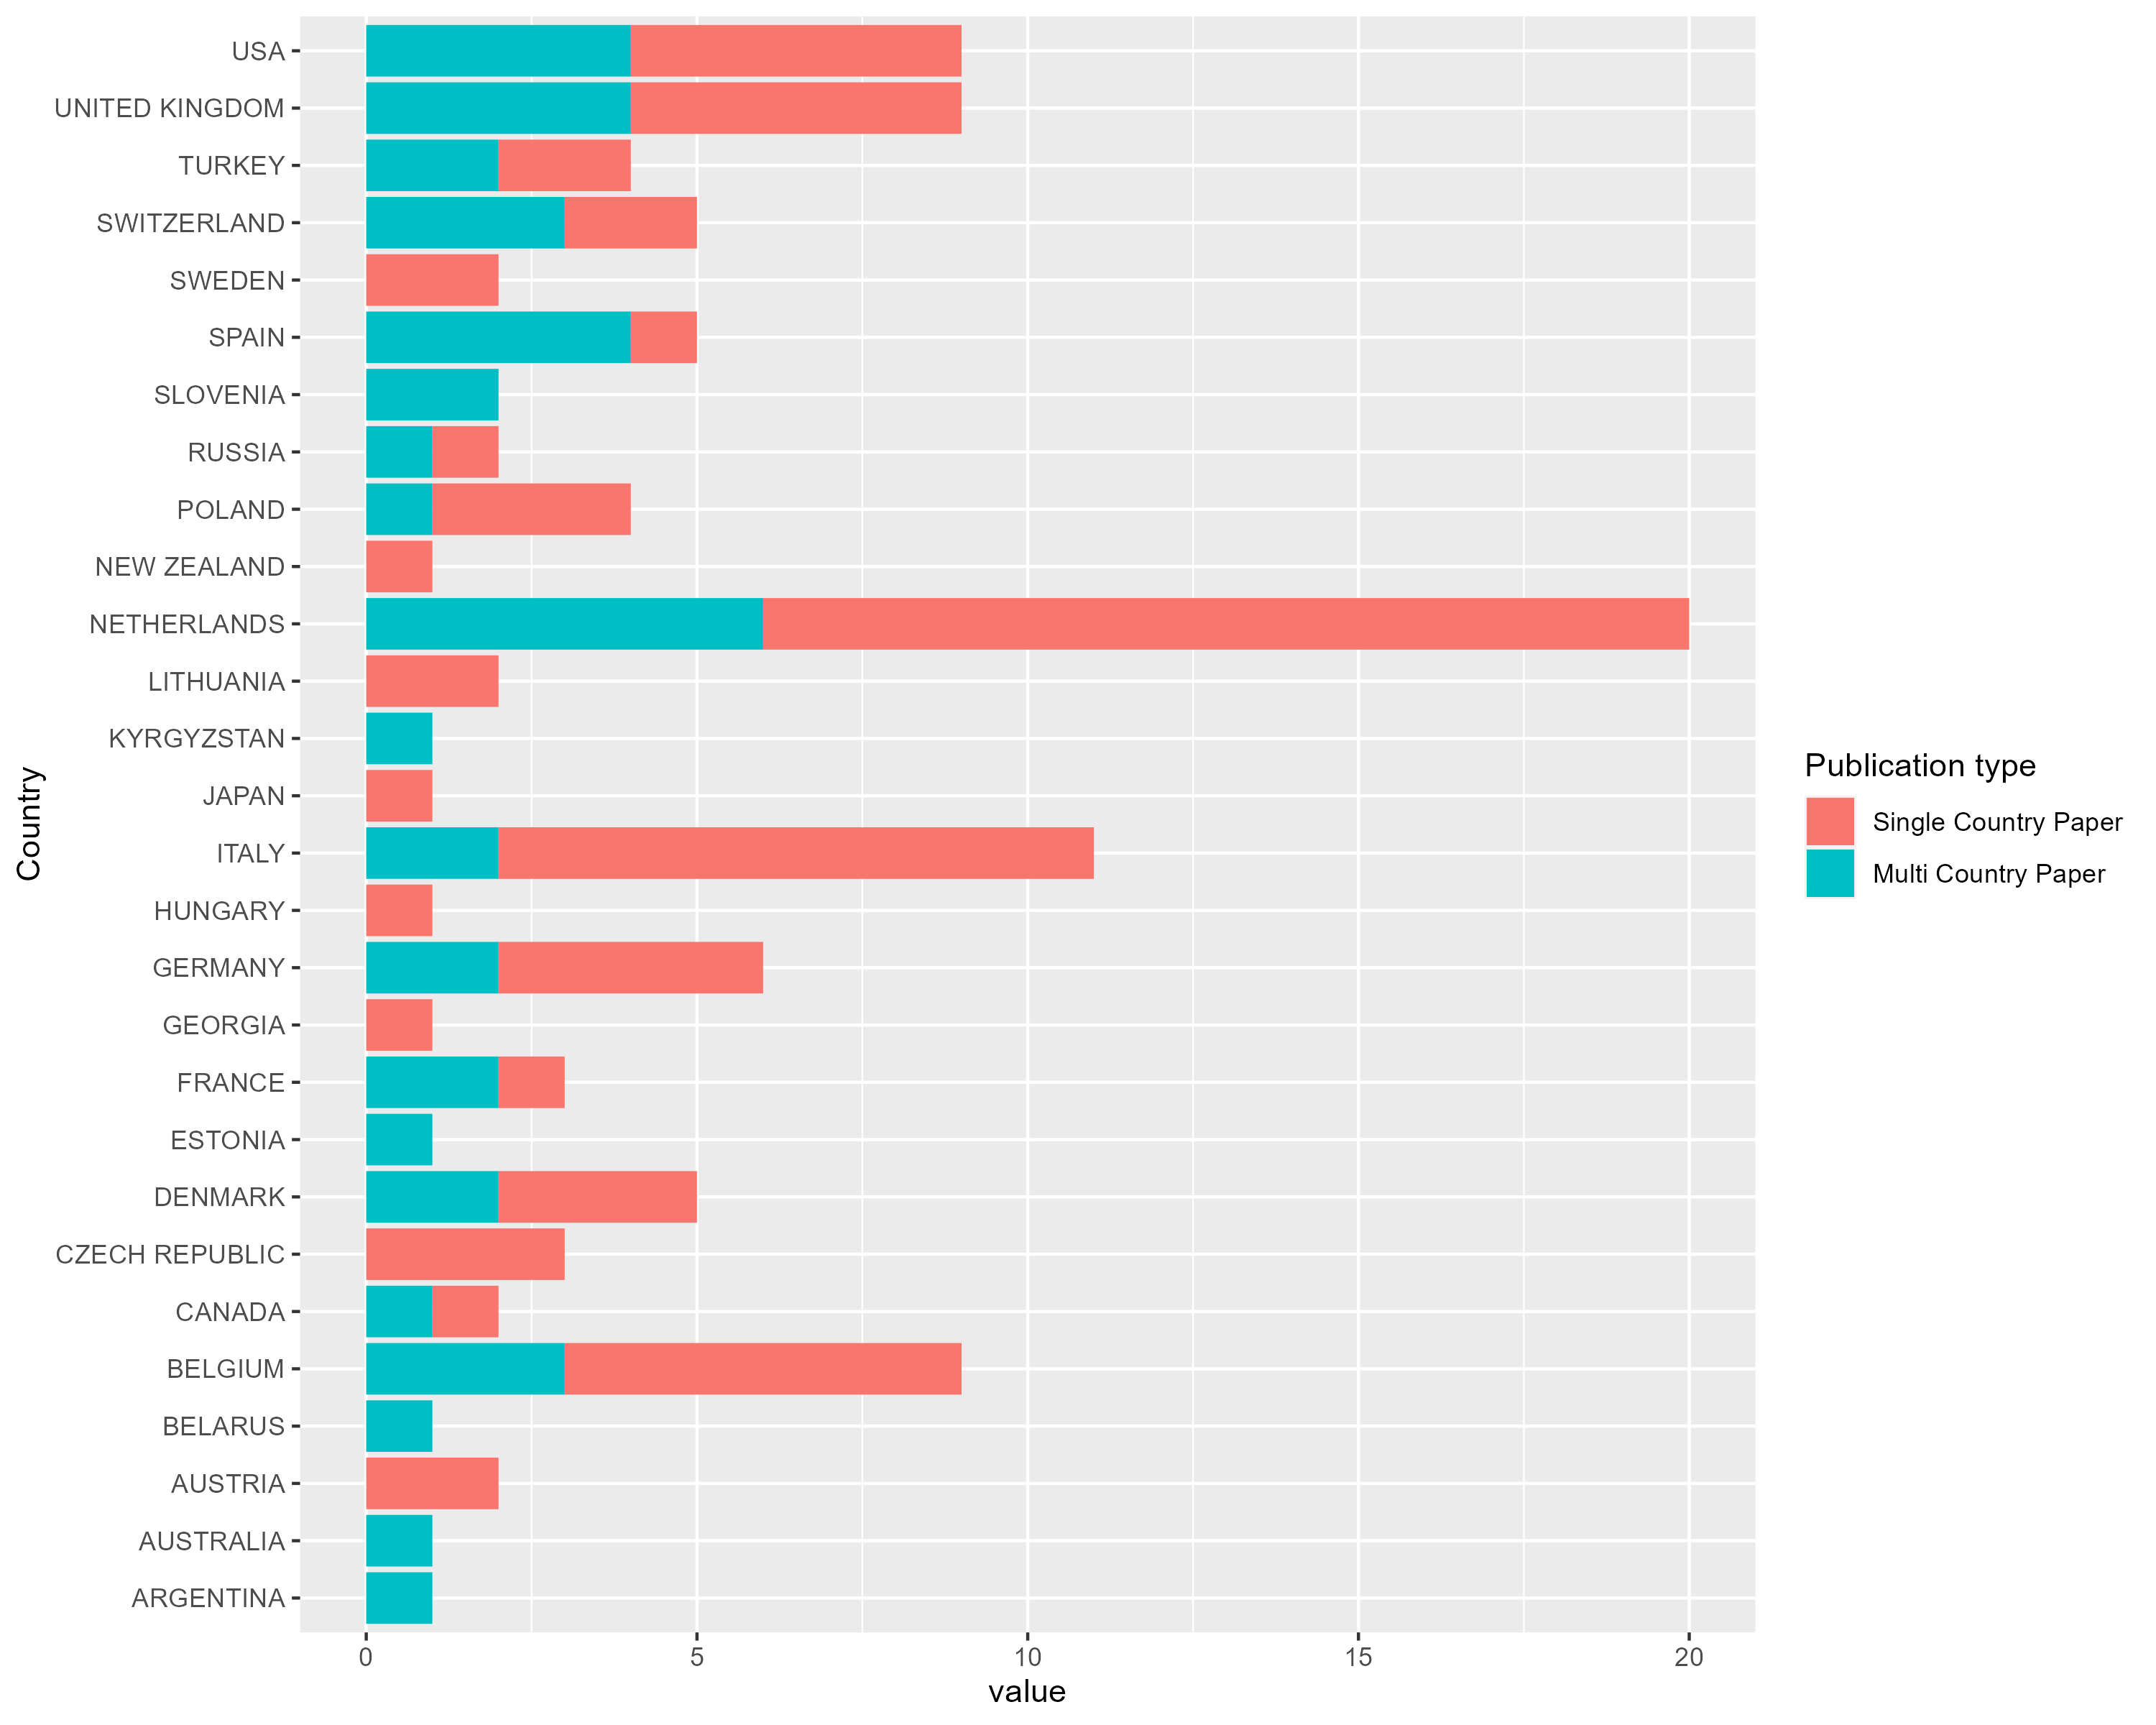 USA
UNITED KINGDOM
TURKEY
SWITZERLAND
SWEDEN
SPAIN
SLOVENIA
RUSSIA
POLAND
NEW ZEALAND
NETHERLANDS
LITHUANIA
KYRGYZSTAN
JAPAN
ITALY
HUNGARY
GERMANY
GEORGIA
FRANCE
ESTONIA
DENMARK
CZECH REPUBLIC
CANADA
BELGIUM
BELARUS
AUSTRIA
AUSTRALIA
ARGENTINA
Country
0 5 10 15 20
value
Publication type
Single Country Paper
Multi Country Paper